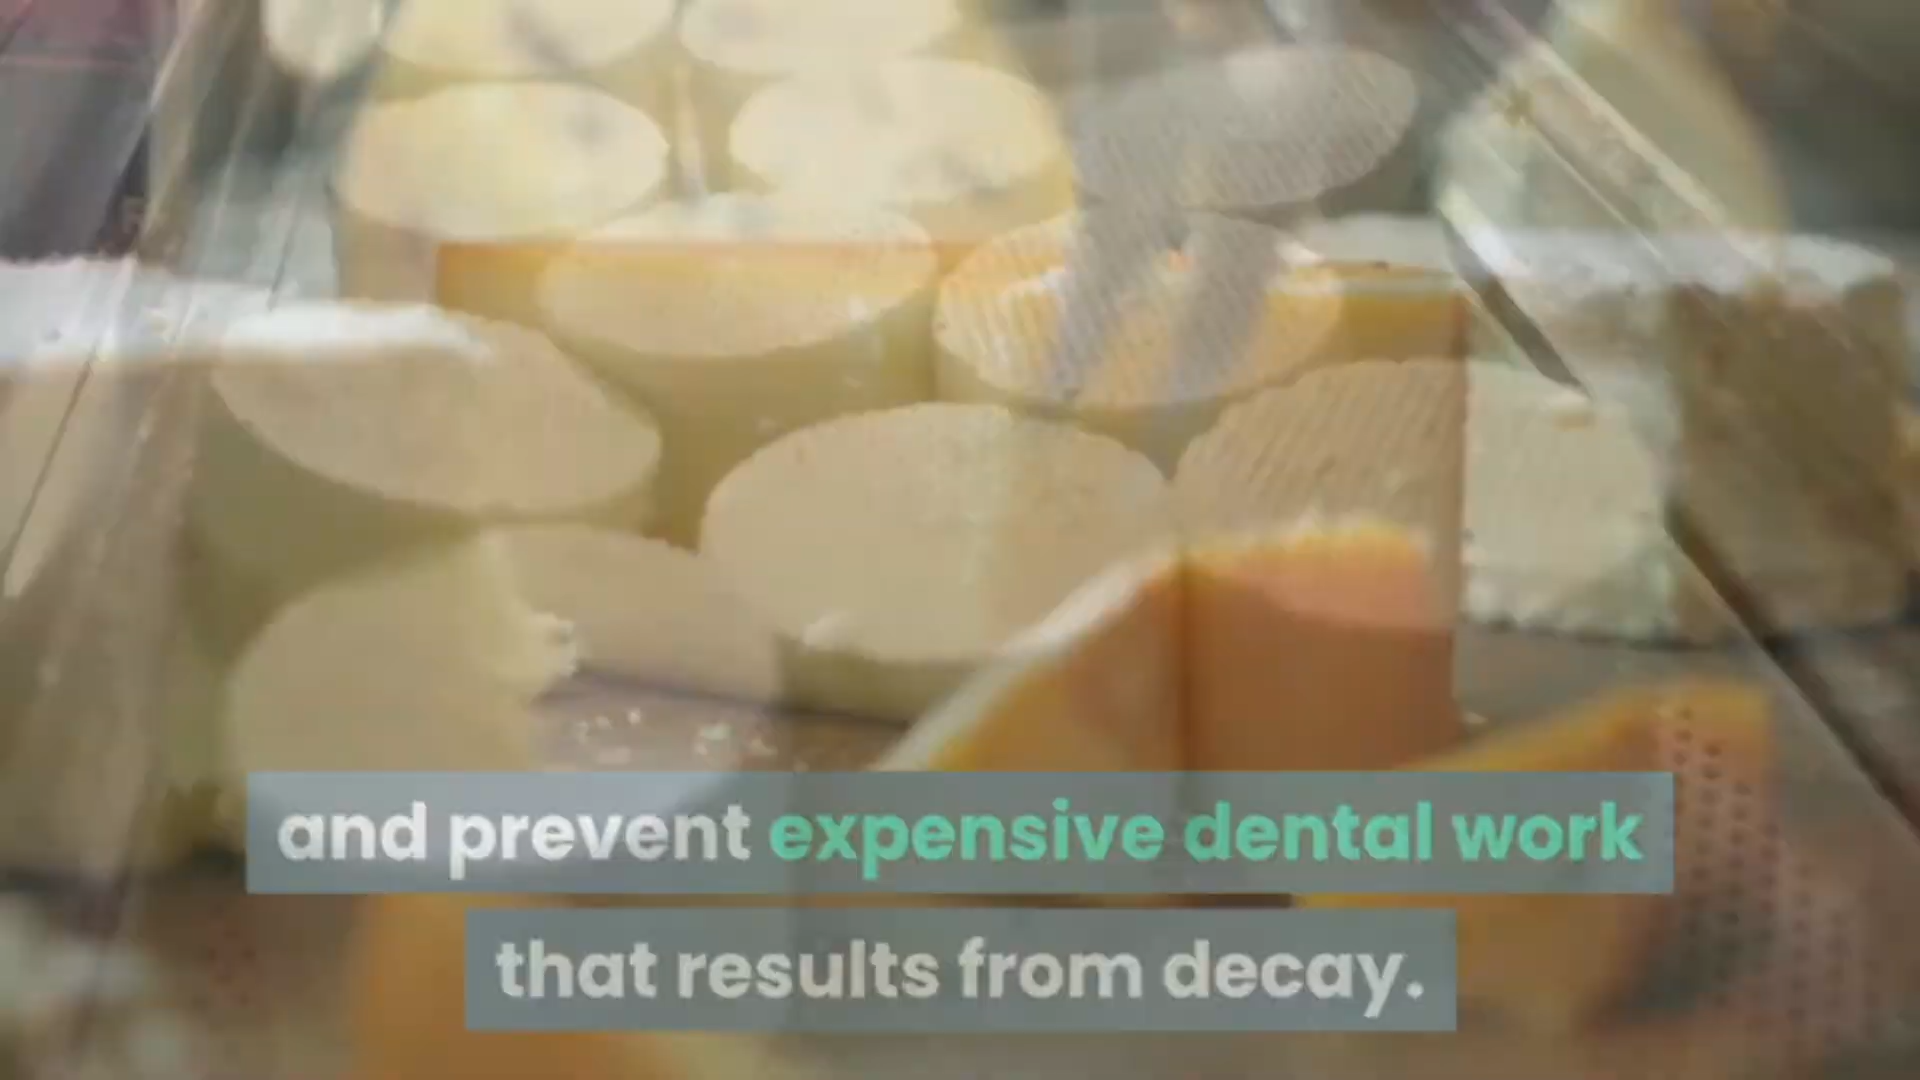 and prevent expensive dental work
that results from decay.